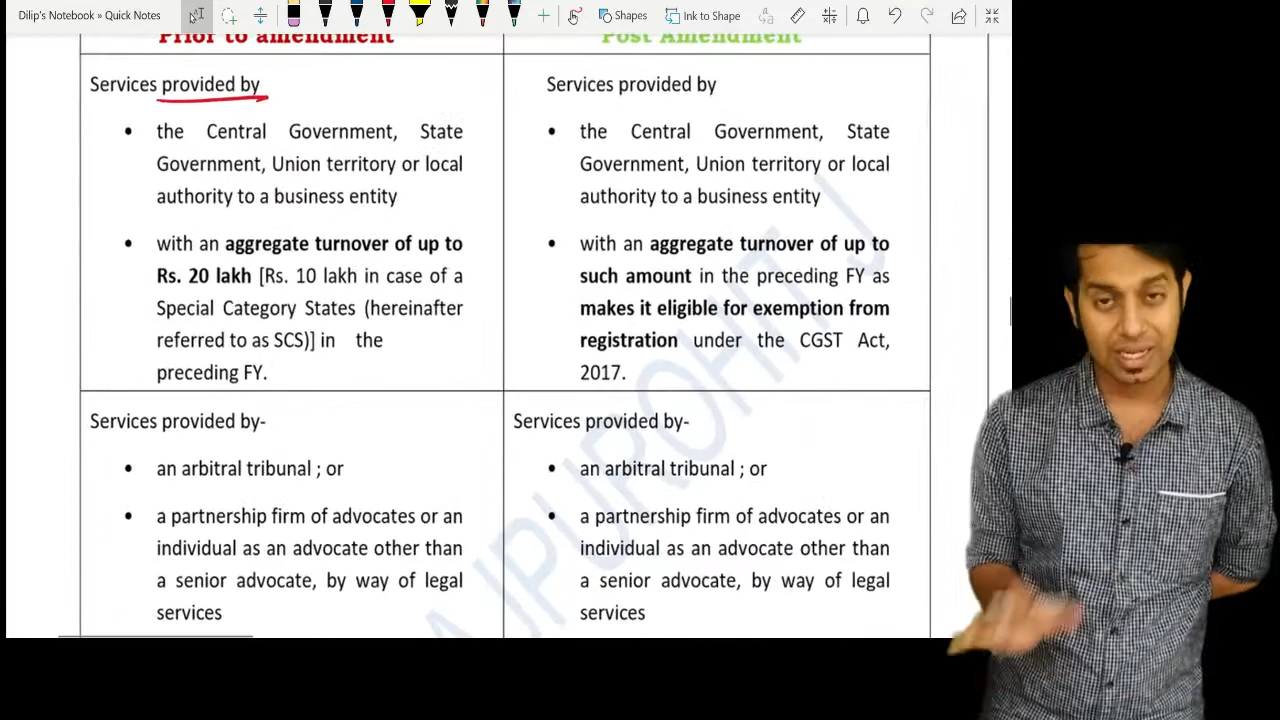 Dilip's Notebook » Quick Notes
Shapes
Ink to Shape
Prior to amendment
Post Amendment
Services provided by
the Central Government, State
Government, Union territory or local
authority to a business entity
with an aggregate turnover of up to
Rs. 20 lakh [Rs. 10 lakh in case of a
Special Category States (hereinafter
referred to as SCS)] in the
preceding FY.
Services provided by
the Central Government, State
Government, Union territory or local
authority to a business entity
with an aggregate turnover of up to
such amount in the preceding FY as
makes it eligible for exemption from
registration under the CGST Act,
2017.
Services provided by-
an arbitral tribunal ; or
a partnership firm of advocates or an
individual as an advocate other than
a senior advocate, by way of legal
services
Services provided by-
an arbitral tribunal ; or
a partnership firm of advocates or an
individual as an advocate other than
a senior advocate, by way of legal
services